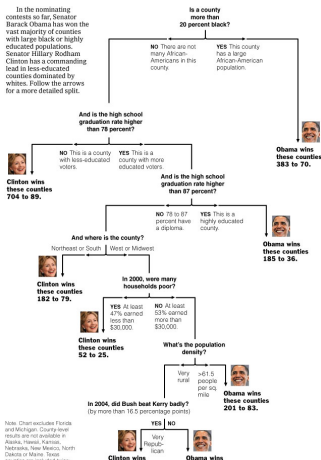 In the nominating
contests so far, Senator
Barack Obama has won the
vast majority of counties
with large black or highly
educated populations.
Senator Hillary Rodham
Clinton has a commanding
lead in less-educated
counties dominated by
whites. Follow the arrows
for a more detailed split.
Is a county
more than
20 percent black?
NO There are not
many African-
Americans in this
county.
YES This county
has a large
African-American
population.
Obama wins
these counties
383 to 70.
And is the high school
graduation rate higher
than 78 percent?
NO This is a county
with less-educated
voters.
YES This is a
county with more
educated voters.
Clinton wins
these counties
704 to 89.
And is the high school
graduation rate higher
than 87 percent?
NO 78 to 87
percent have
a diploma.
YES This is a
highly educated
county.
Obama wins
these counties
185 to 36.
And where is the county?
Northeast or South
West or Midwest
Clinton wins
these counties
182 to 79.
In 2000, were many
households poor?
YES At least
47% earned
less than
$30,000.
NO At least
53% earned
more than
$30,000.
Clinton wins
these counties
52 to 25.
What's the population
density?
Very
rural
>61.5
people
per sq.
mile
Obama wins
these counties
201 to 83.
In 2004, did Bush beat Kerry badly?
(by more than 16.5 percentage points)
YES
NO
Very
Repub-
lican
Clinton wins
Obama wins
Note: Chart excludes Florida
and Michigan. County-level
results are not available in
Alaska, Hawaii, Kansas,
Nebraska, New Mexico, North
Dakota or Maine. Texas